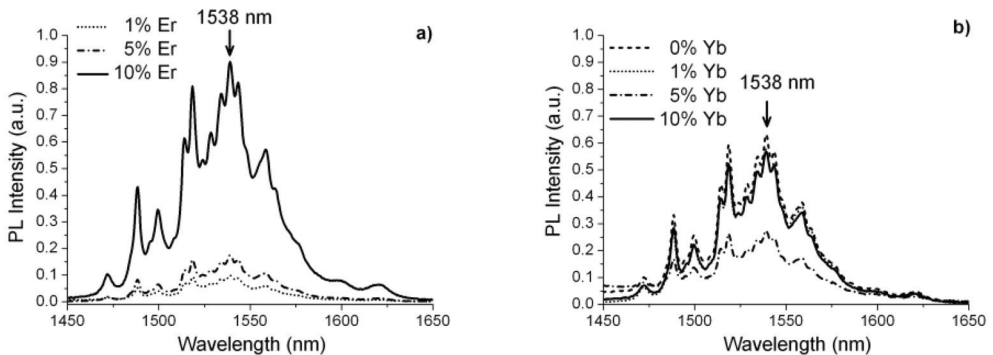 1% Er
5% Er
10% Er
1538 nm
a)
PL Intensity (a.u.)
1.0
0.9
0.8
0.7
0.6
0.5
0.4
0.3
0.2
0.1
0.0
1450 1500 1550 1600 1650
Wavelength (nm)
0% Yb
1% Yb
5% Yb
10% Yb
1538 nm
b)
PL Intensity (a.u.)
1.0
0.9
0.8
0.7
0.6
0.5
0.4
0.3
0.2
0.1
0.0
1450 1500 1550 1600 1650
Wavelength (nm)